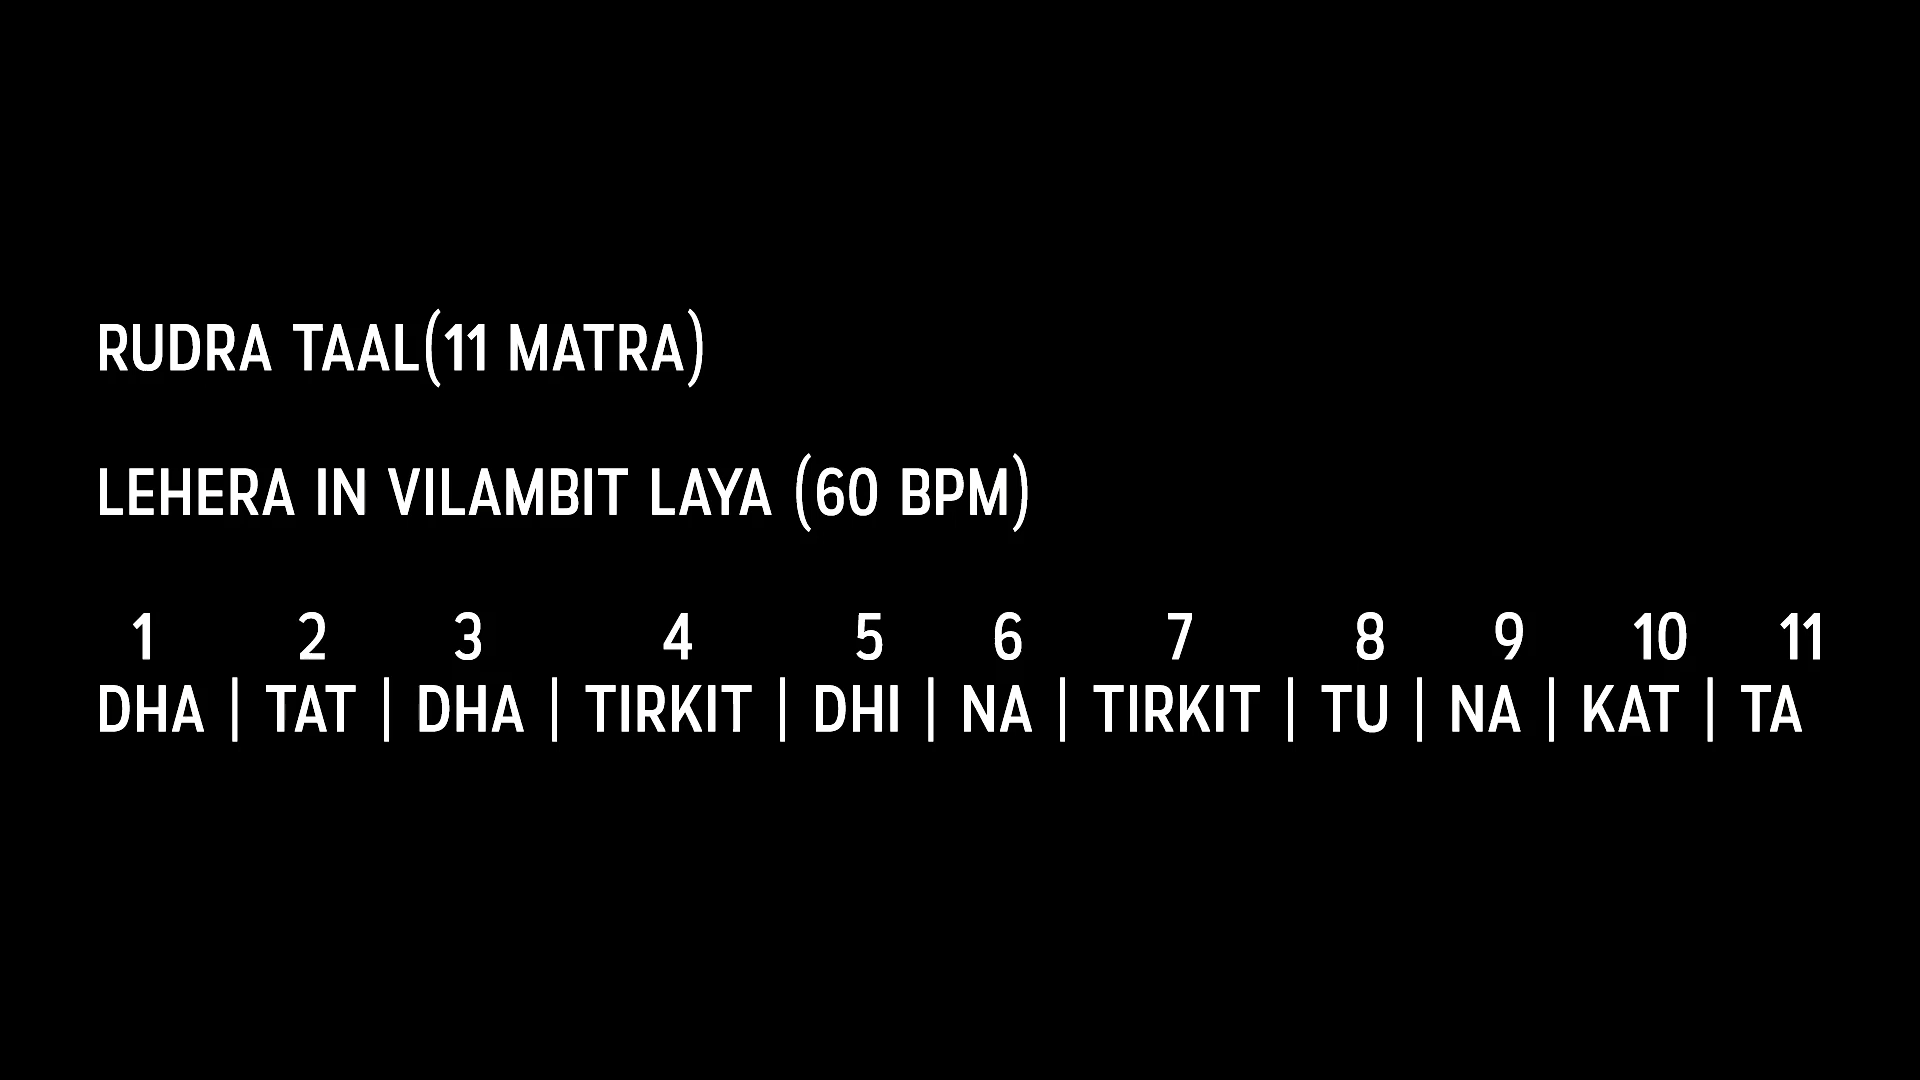 RUDRA TAAL(11 MATRA)
LEHERA IN VILAMBIT LAYA (60 BPM)
1 2 3 4 5 6 7 8 9 10 11
DHA | TAT | DHA | TIRKIT | DHI | NA | TIRKIT | TU | NA | KAT | TA